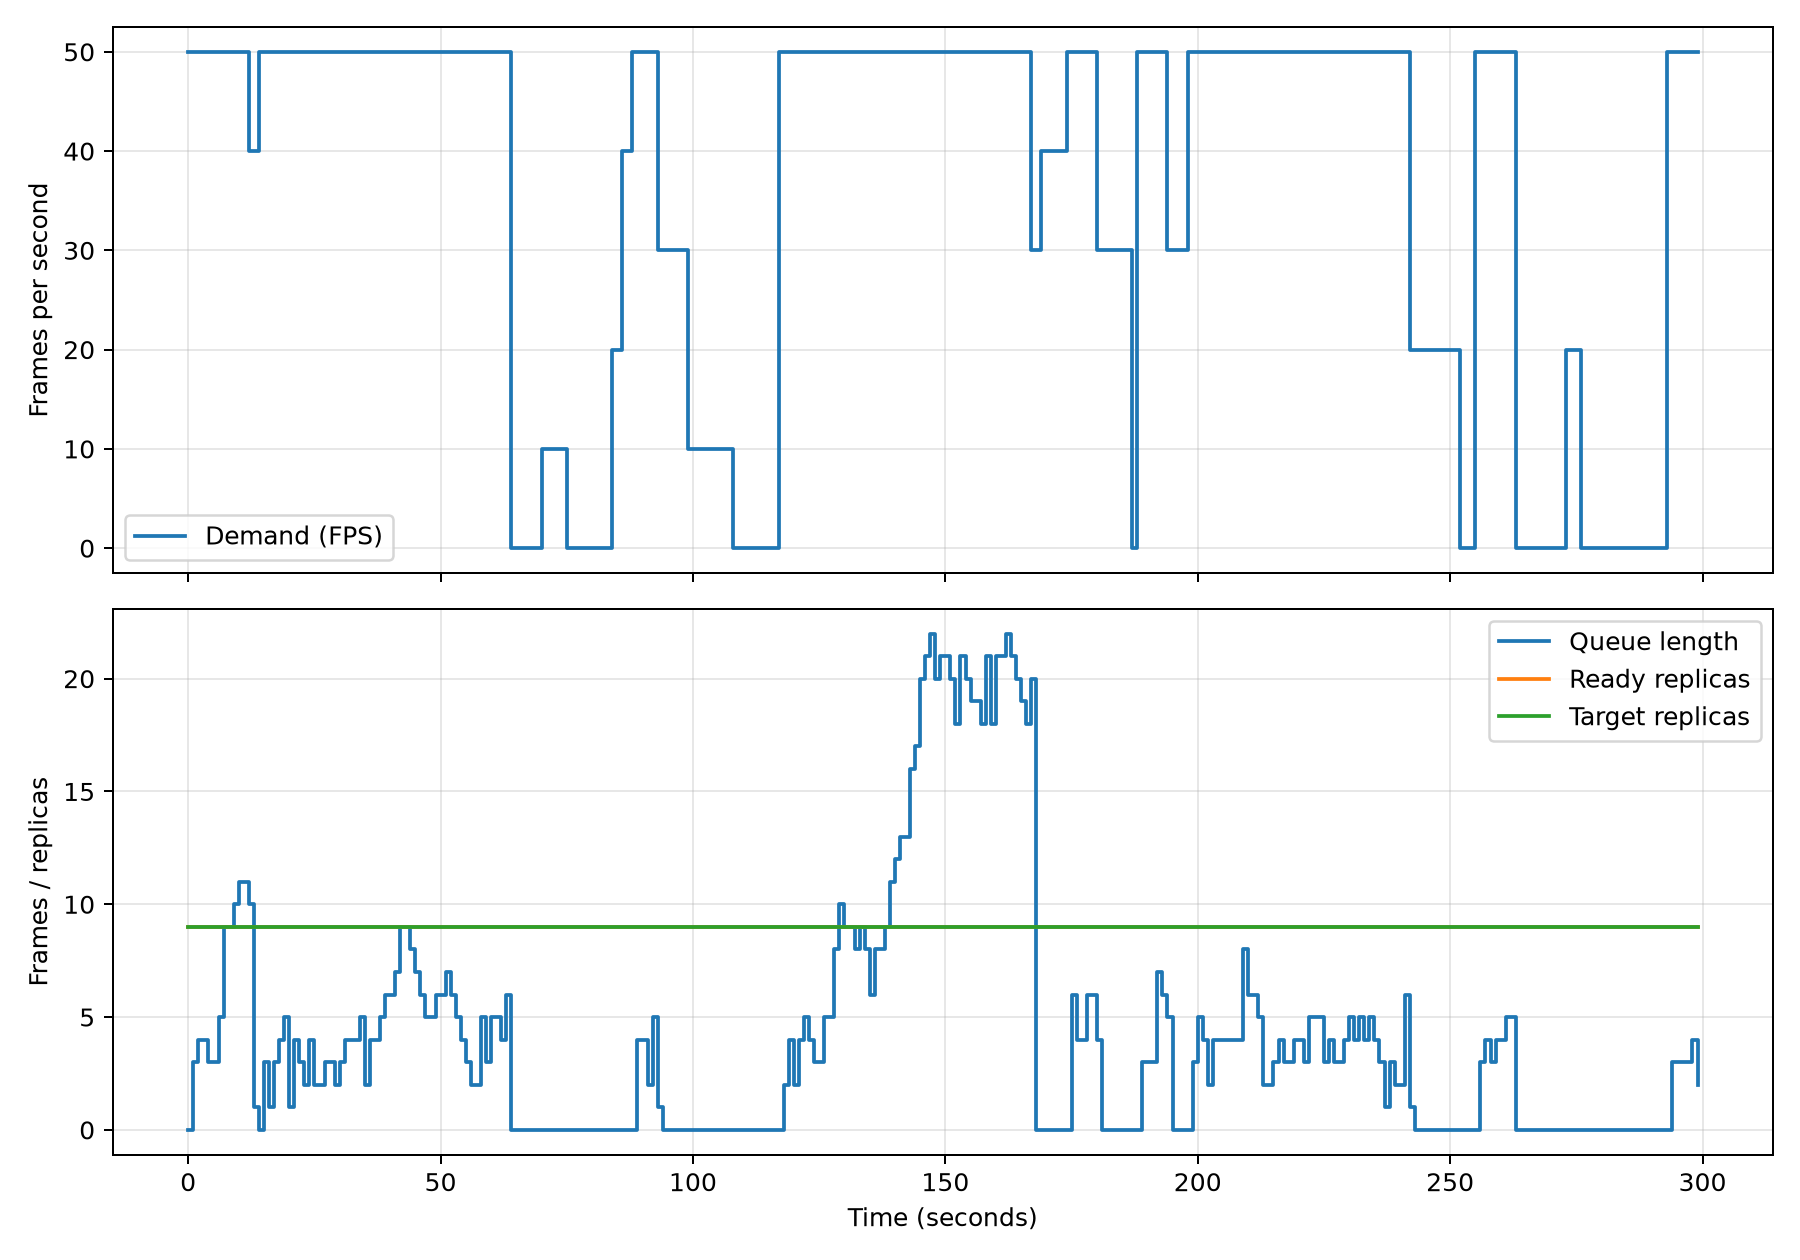 50
40
30
20
10
0
Frames per second
Demand (FPS)
20
15
10
5
0
Frames / replicas
Queue length
Ready replicas
Target replicas
0 50 100 150 200 250 300
Time (seconds)